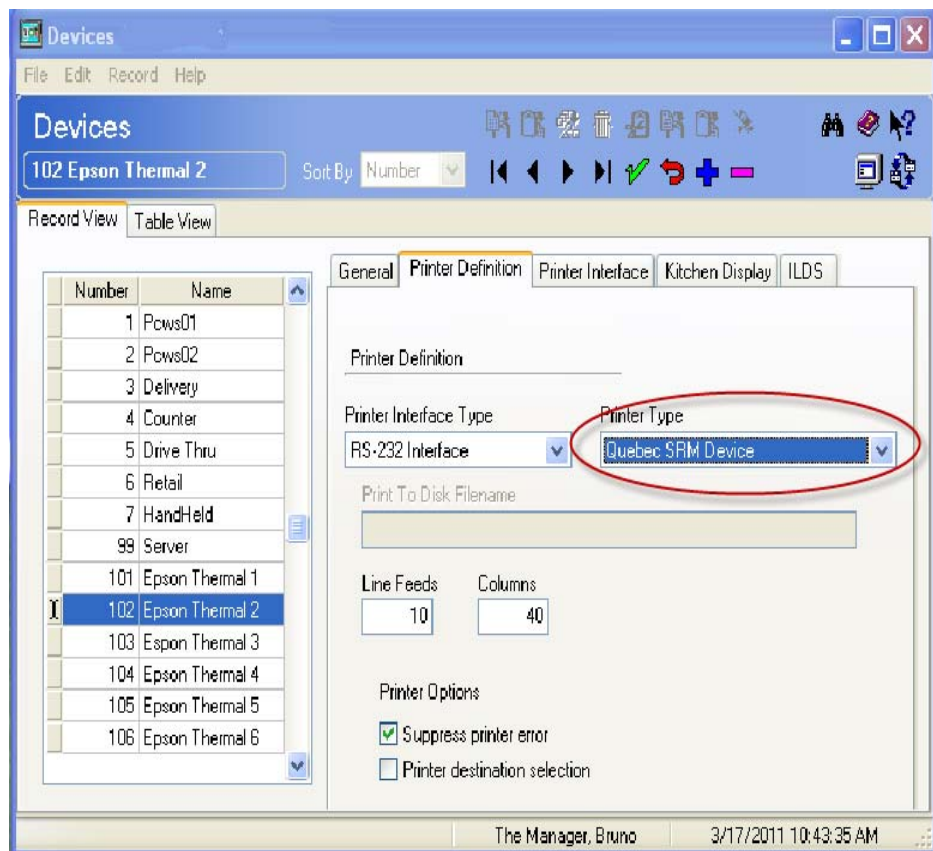 Devices
File Edit Record Help
Devices
102 Epson Thermal 2
Sort By Number
Record View Table View
General Printer Definition Printer Interface Kitchen Display ILDS
Number Name
1 Pcws01
2 Pcws02
3 Delivery
4 Counter
5 Drive Thru
6 Retail
7 HandHeld
99 Server
101 Epson Thermal 1
102 Epson Thermal 2
103 Espon Thermal 3
104 Epson Thermal 4
105 Epson Thermal 5
106 Epson Thermal 6
Printer Definition
Printer Interface Type Printer Type
RS-232 Interface Quebec SRM Device
Print To Disk Filename
Line Feeds Columns
10 40
Printer Options
Suppress printer error
Printer destination selection
The Manager, Bruno 3/17/2011 10:43:35 AM